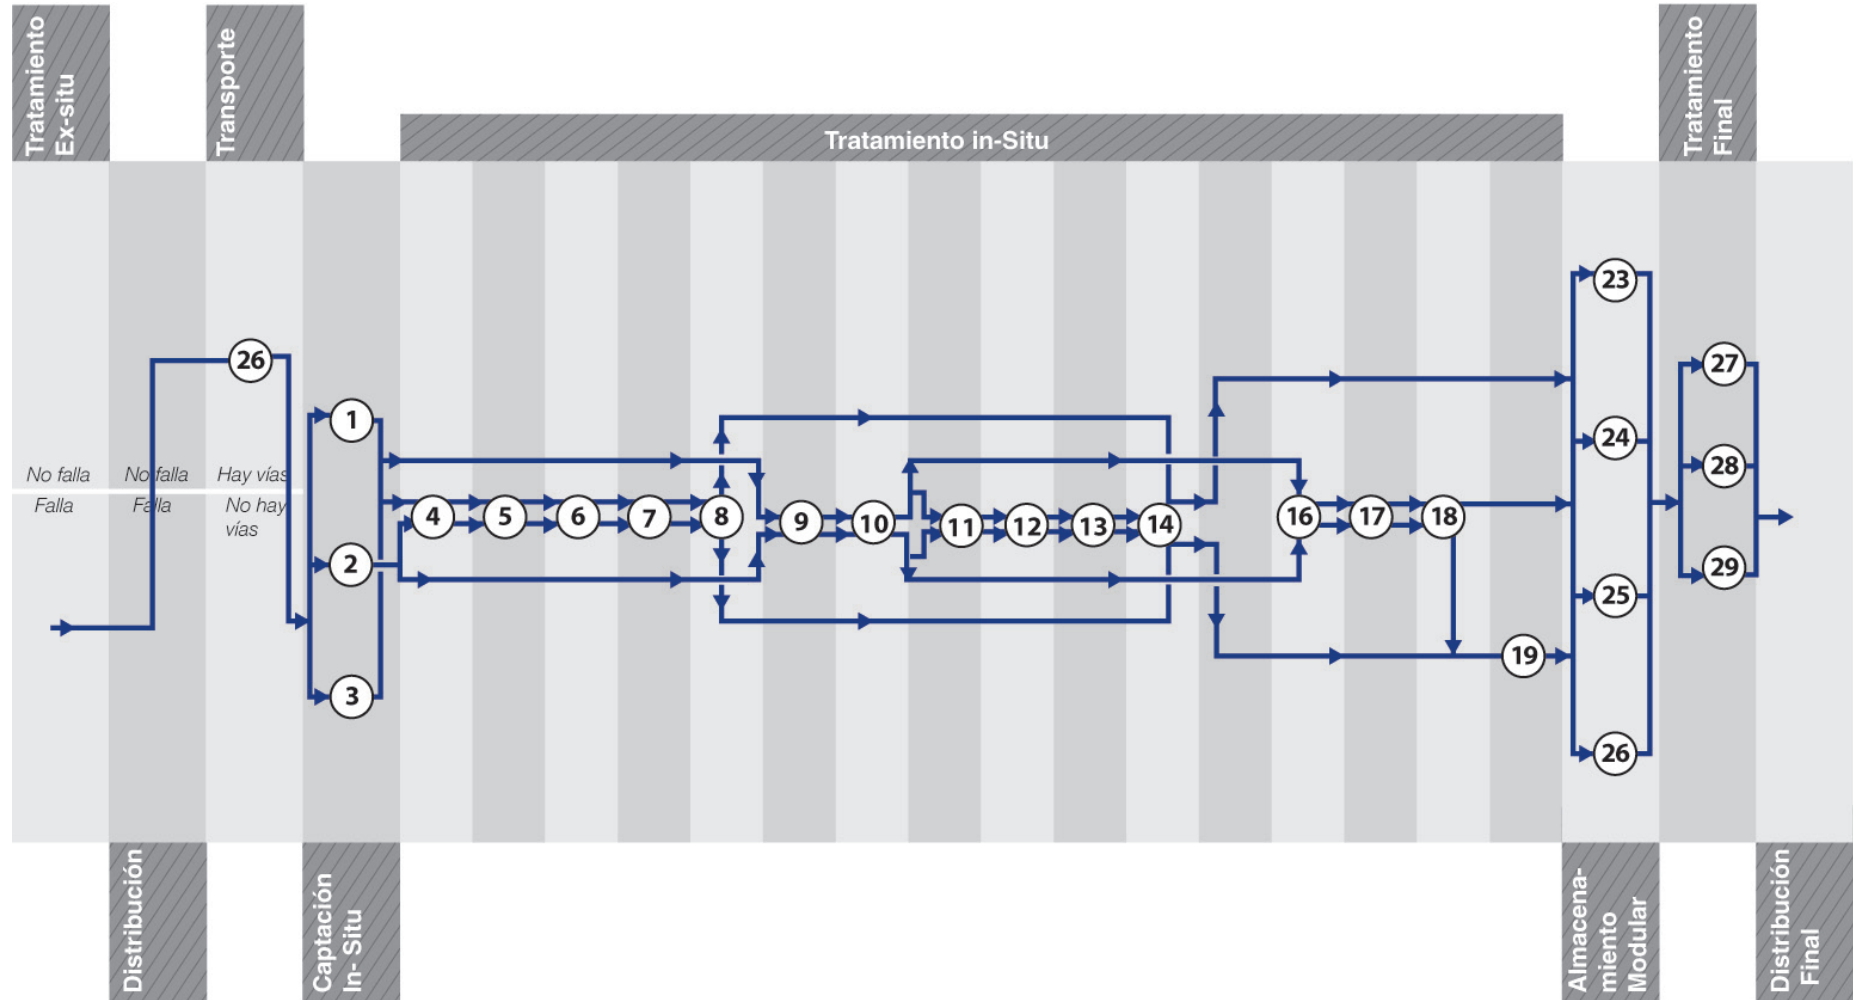 Tratamiento
Ex-situ
Transporte
Tratamiento in-Situ
Tratamiento
Final
23
26
27
1
24
28
No falla
No falla
Hay vías
Falla
Falla
No hay
vías
4
5
6
7
8
9
10
11
12
13
14
16
17
18
2
29
25
19
3
26
Distribución
Captación
In- Situ
Almacena-
miento
Modular
Distribución
Final